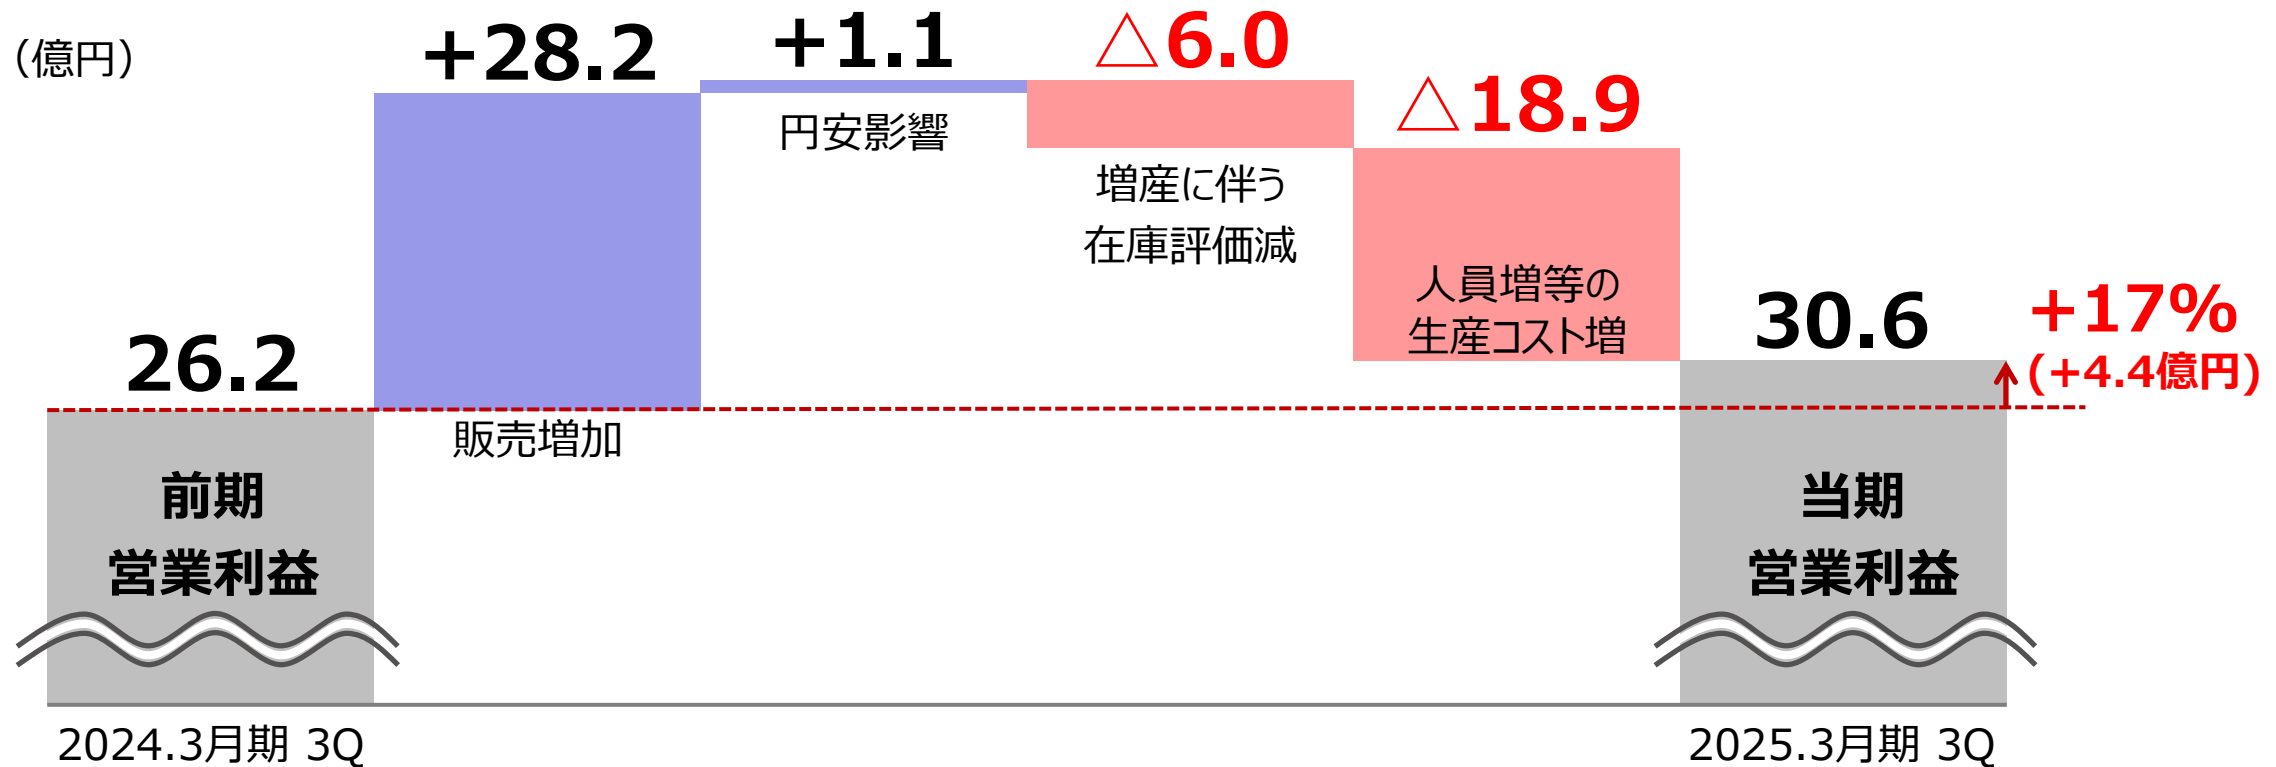 （億円）
26.2
前期
営業利益
2024.3月期 3Q
+28.2
販売増加
+1.1
円安影響
△6.0
増産に伴う
在庫評価減
△18.9
人員増等の
生産コスト増
30.6
当期
営業利益
2025.3月期 3Q
+17%
(+4.4億円)